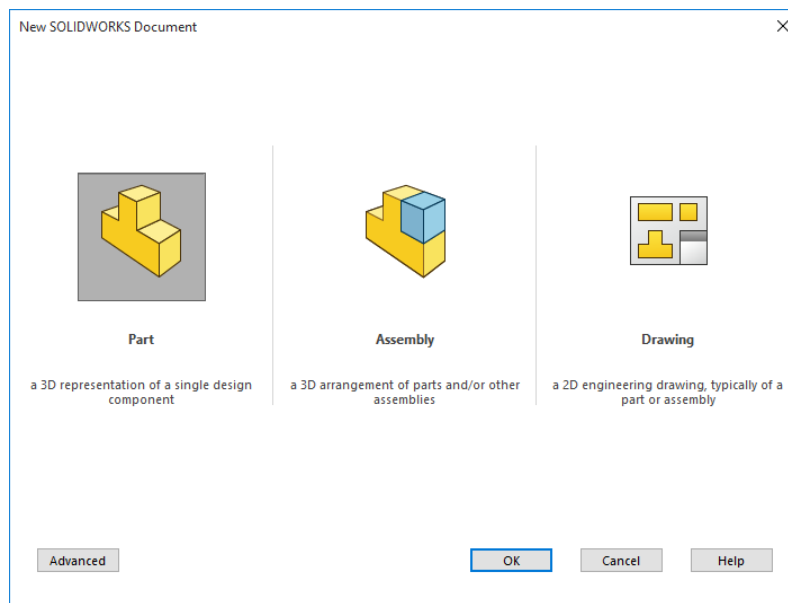 New SOLIDWORKS Document
Part
a 3D representation of a single design
component
Assembly
a 3D arrangement of parts and/or other
assemblies
Drawing
a 2D engineering drawing, typically of a
part or assembly
Advanced
OK
Cancel
Help